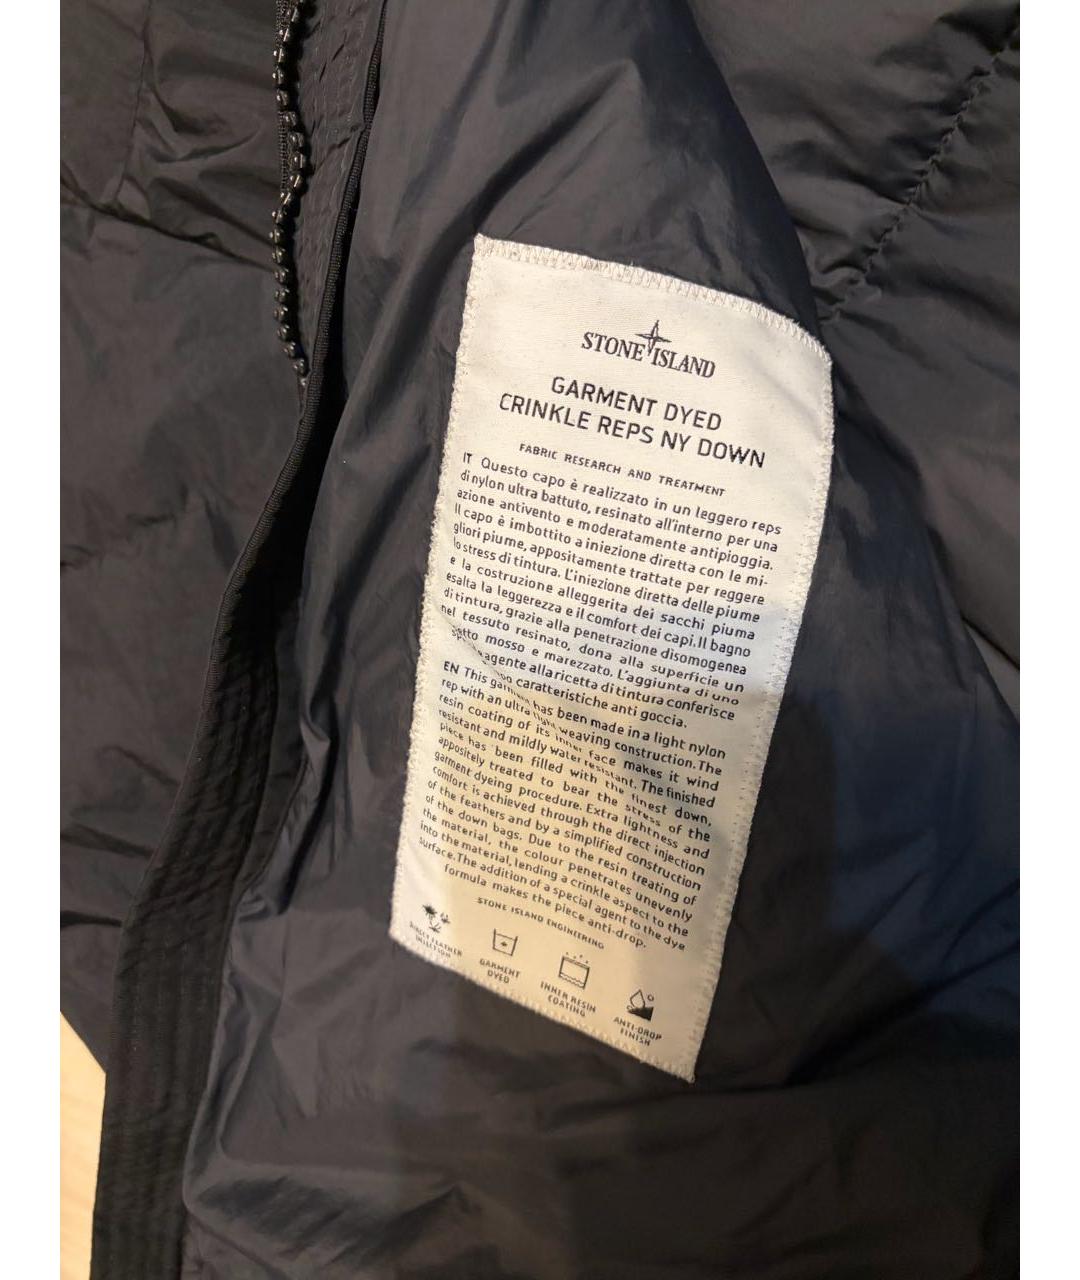 STONE ISLAND
GARMENT DYED
CRINKLE REPS NY DOWN
FABRIC RESEARCH AND TREATMENT
IT Questo capo è realizzato in un leggero reps
di nylon ultra battuto, resinato all'interno per una
azione antivento e moderatamente antipioggia.
Il capo è imbottito a iniezione diretta con le mi-
gliori piume, appositamente trattate per reggere
lo stress di tintura. L'iniezione diretta delle piume
e la costruzione alleggerita dei sacchi piuma
esalta la leggerezza e il comfort dei capi. Il bagno
di tintura, grazie alla penetrazione disomogenea
nel tessuto resinato, dona alla superficie un
mosso e marezzato. L'aggiunta di uno
agente alla ricetta di tintura conferisce
caratteristiche anti goccia.
EN This garment has been made in a light nylon
rep with an ultra tight weaving construction. The
resin coating of its inner face makes it wind
resistant and mildly water resistant. The finished
piece has been filled with the finest down,
appositely treated to bear the stress of the
garment dyeing procedure. Extra lightness and
comfort is achieved through the direct injection
of the feathers and by a simplified construction
of the down bags. Due to the resin treating of
the material, the colour penetrates unevenly
into the material, lending a crinkle aspect to the
surface. The addition of a special agent to the dye
formula makes the piece anti-drop.
STONE ISLAND ENGINEERING
DIRECT FEATHER
INJECTION
GARMENT
DYED
INNER RESIN
COATING
ANTI-DROP
FINISH